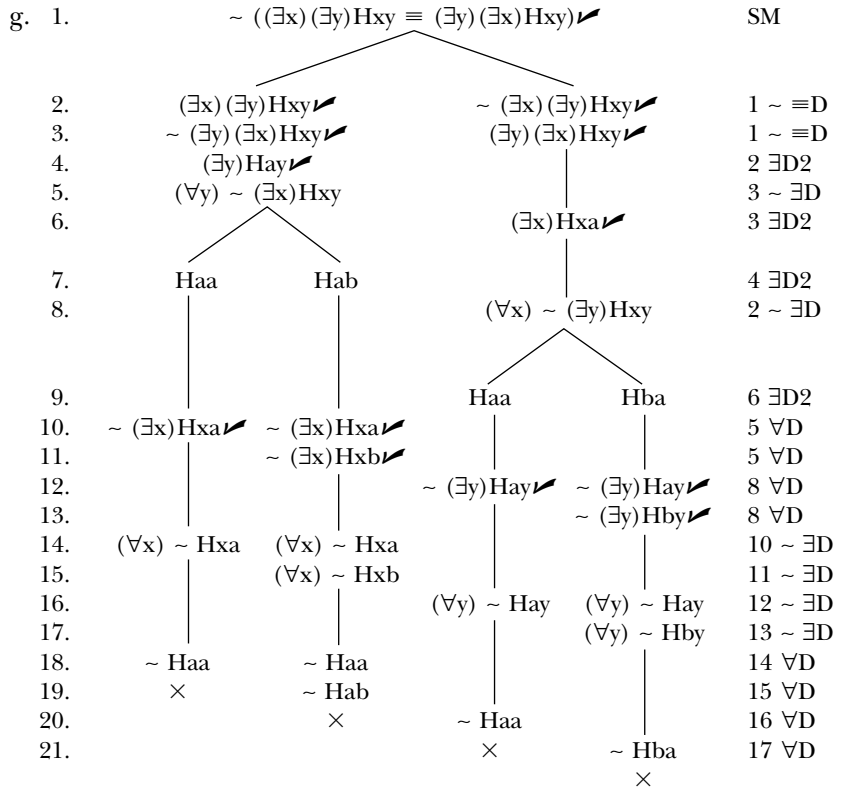 g. 1. ~ ((∃x)(∃y)Hxy ≡ (∃y)(∃x)Hxy)✔ SM
2. (∃x)(∃y)Hxy✔ ~ (∃x)(∃y)Hxy✔ 1 ~ ≡D
3. ~ (∃y)(∃x)Hxy✔ (∃y)(∃x)Hxy✔ 1 ~ ≡D
4. (∃y)Hay✔ 2 ∃D2
5. (∀y) ~ (∃x)Hxy 3 ~ ∃D
6. (∃x)Hxa✔ 3 ∃D2
7. Haa Hab 4 ∃D2
8. (∀x) ~ (∃y)Hxy 2 ~ ∃D
9. Haa Hba 6 ∃D2
10. ~ (∃x)Hxa✔ ~ (∃x)Hxa✔ 5 ∀D
11. ~ (∃x)Hxb✔ 5 ∀D
12. ~ (∃y)Hay✔ ~ (∃y)Hay✔ 8 ∀D
13. ~ (∃y)Hby✔ 8 ∀D
14. (∀x) ~ Hxa (∀x) ~ Hxa 10 ~ ∃D
15. (∀x) ~ Hxb 11 ~ ∃D
16. (∀y) ~ Hay (∀y) ~ Hay 12 ~ ∃D
17. (∀y) ~ Hby 13 ~ ∃D
18. ~ Haa ~ Haa 14 ∀D
19. × ~ Hab 15 ∀D
20. × ~ Haa 16 ∀D
21. × ~ Hba 17 ∀D
×